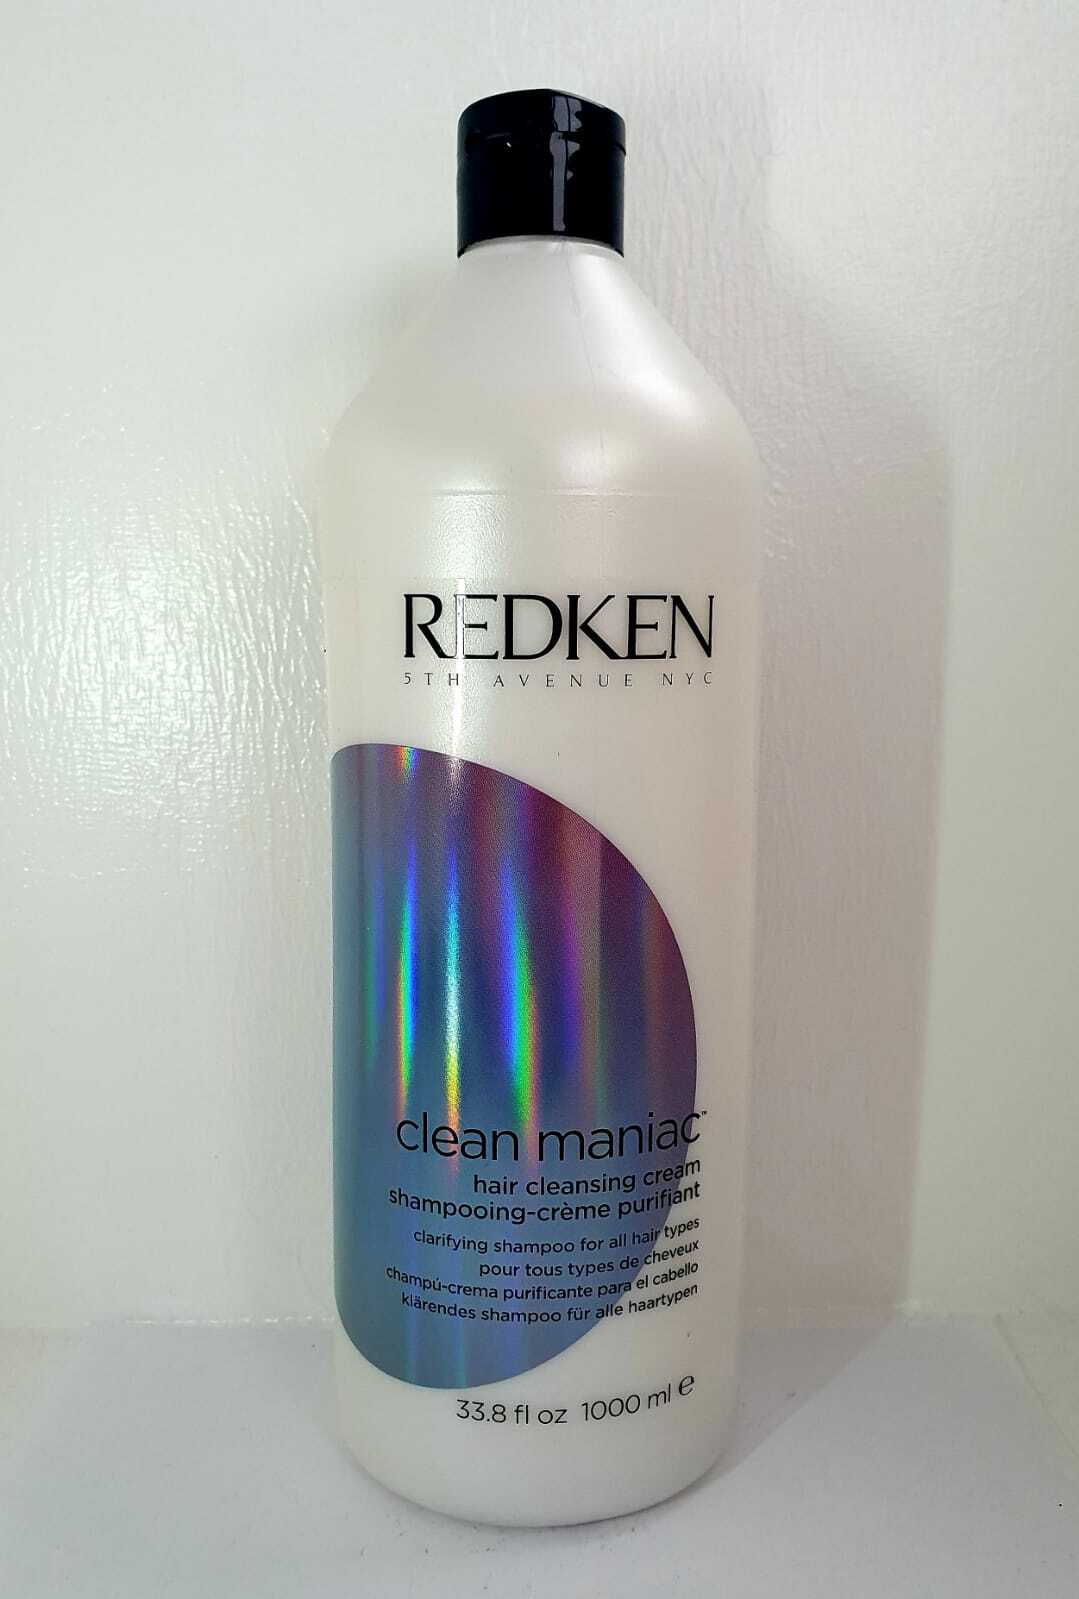 REDKEN
5TH AVENUE NYC
clean maniac™
hair cleansing cream
shampooing-crème purifiant
clarifying shampoo for all hair types
pour tous types de cheveux
champú-crema purificante para el cabello
klärendes shampoo für alle haartypen
33.8 fl oz 1000 ml ℮